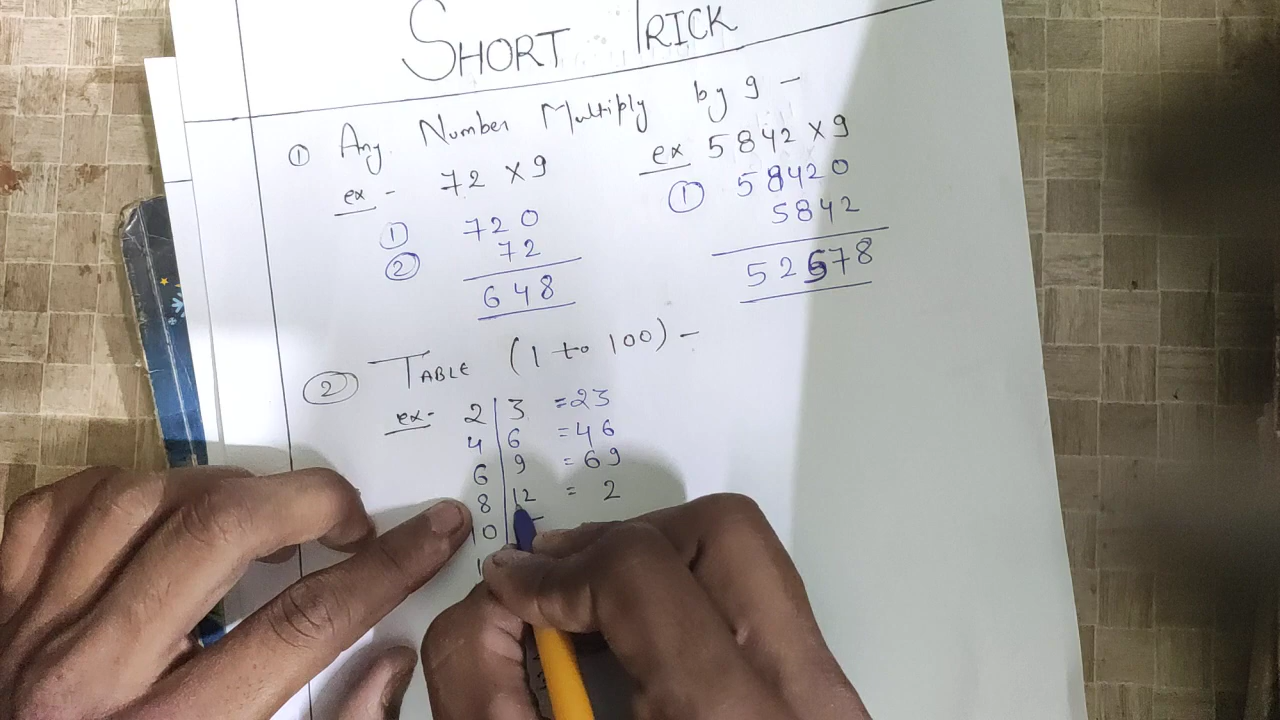 SHORT TRICK
① Any Number Multiply by 9 -
ex - 72 x 9
① 720
② 72
648
ex 5842 x 9
① 58420
5842
52578
② TABLE (1 to 100) -
ex- 2 | 3 = 23
4 | 6 = 46
6 | 9 = 69
8 | 12 = 2
10